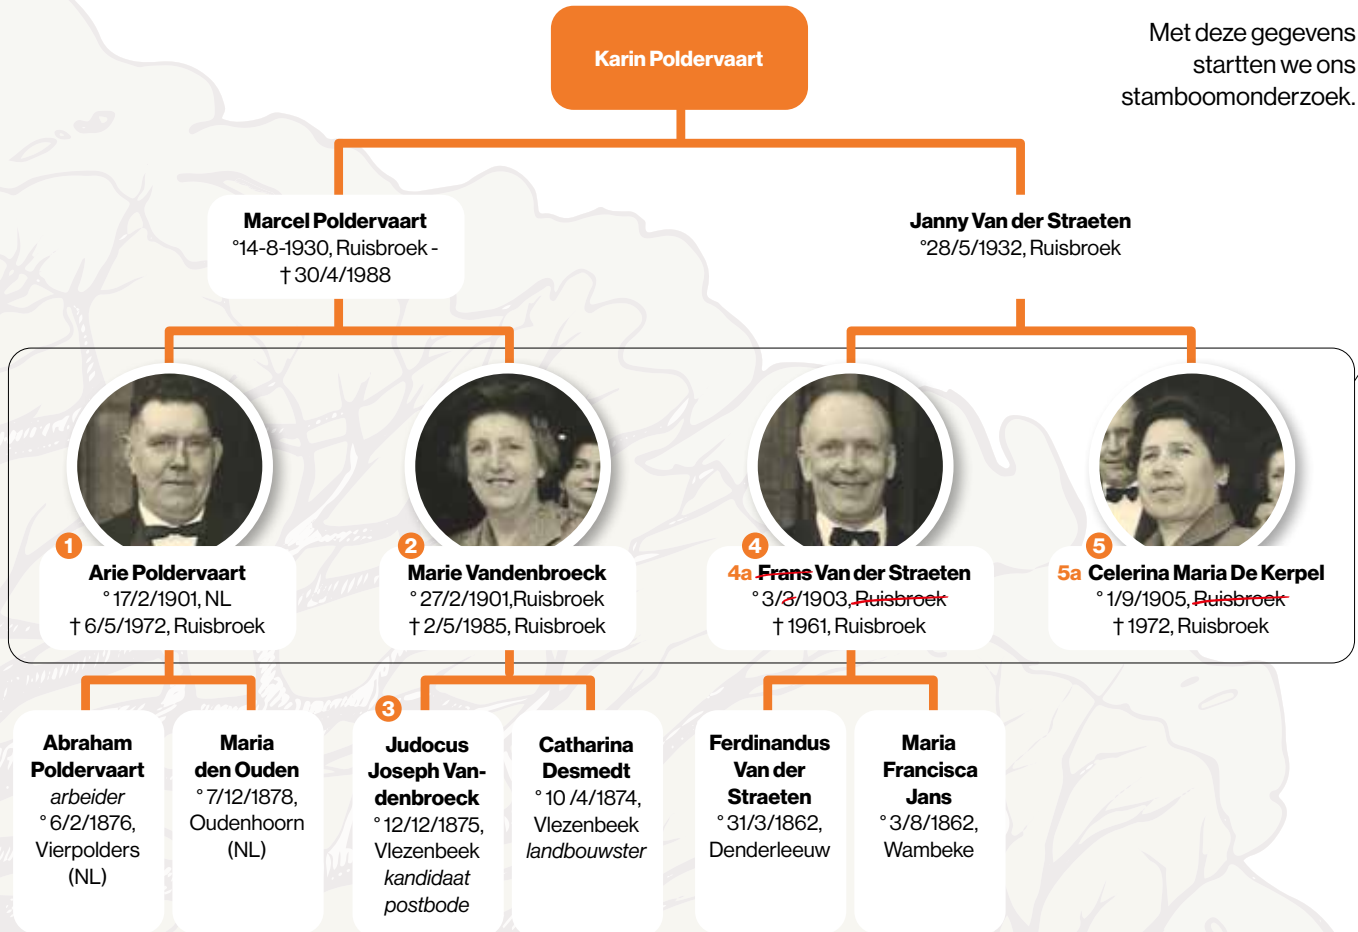 Karin Poldervaart
Met deze gegevens
startten we ons
stamboomonderzoek.
Marcel Poldervaart
°14-8-1930, Ruisbroek -
† 30/4/1988
Janny Van der Straeten
°28/5/1932, Ruisbroek
1
Arie Poldervaart
° 17/2/1901, NL
† 6/5/1972, Ruisbroek
2
Marie Vandenbroeck
° 27/2/1901,Ruisbroek
† 2/5/1985, Ruisbroek
4
4a Frans Van der Straeten
° 3/3/1903, Ruisbroek
† 1961, Ruisbroek
5
5a Celerina Maria De Kerpel
° 1/9/1905, Ruisbroek
† 1972, Ruisbroek
Abraham
Poldervaart
arbeider
° 6/2/1876,
Vierpolders
(NL)
Maria
den Ouden
° 7/12/1878,
Oudenhoorn
(NL)
3
Judocus
Joseph Van-
denbroeck
° 12/12/1875,
Vlezenbeek
kandidaat
postbode
Catharina
Desmedt
° 10 /4/1874,
Vlezenbeek
landbouwster
Ferdinandus
Van der
Straeten
° 31/3/1862,
Denderleeuw
Maria
Francisca
Jans
° 3/8/1862,
Wambeke